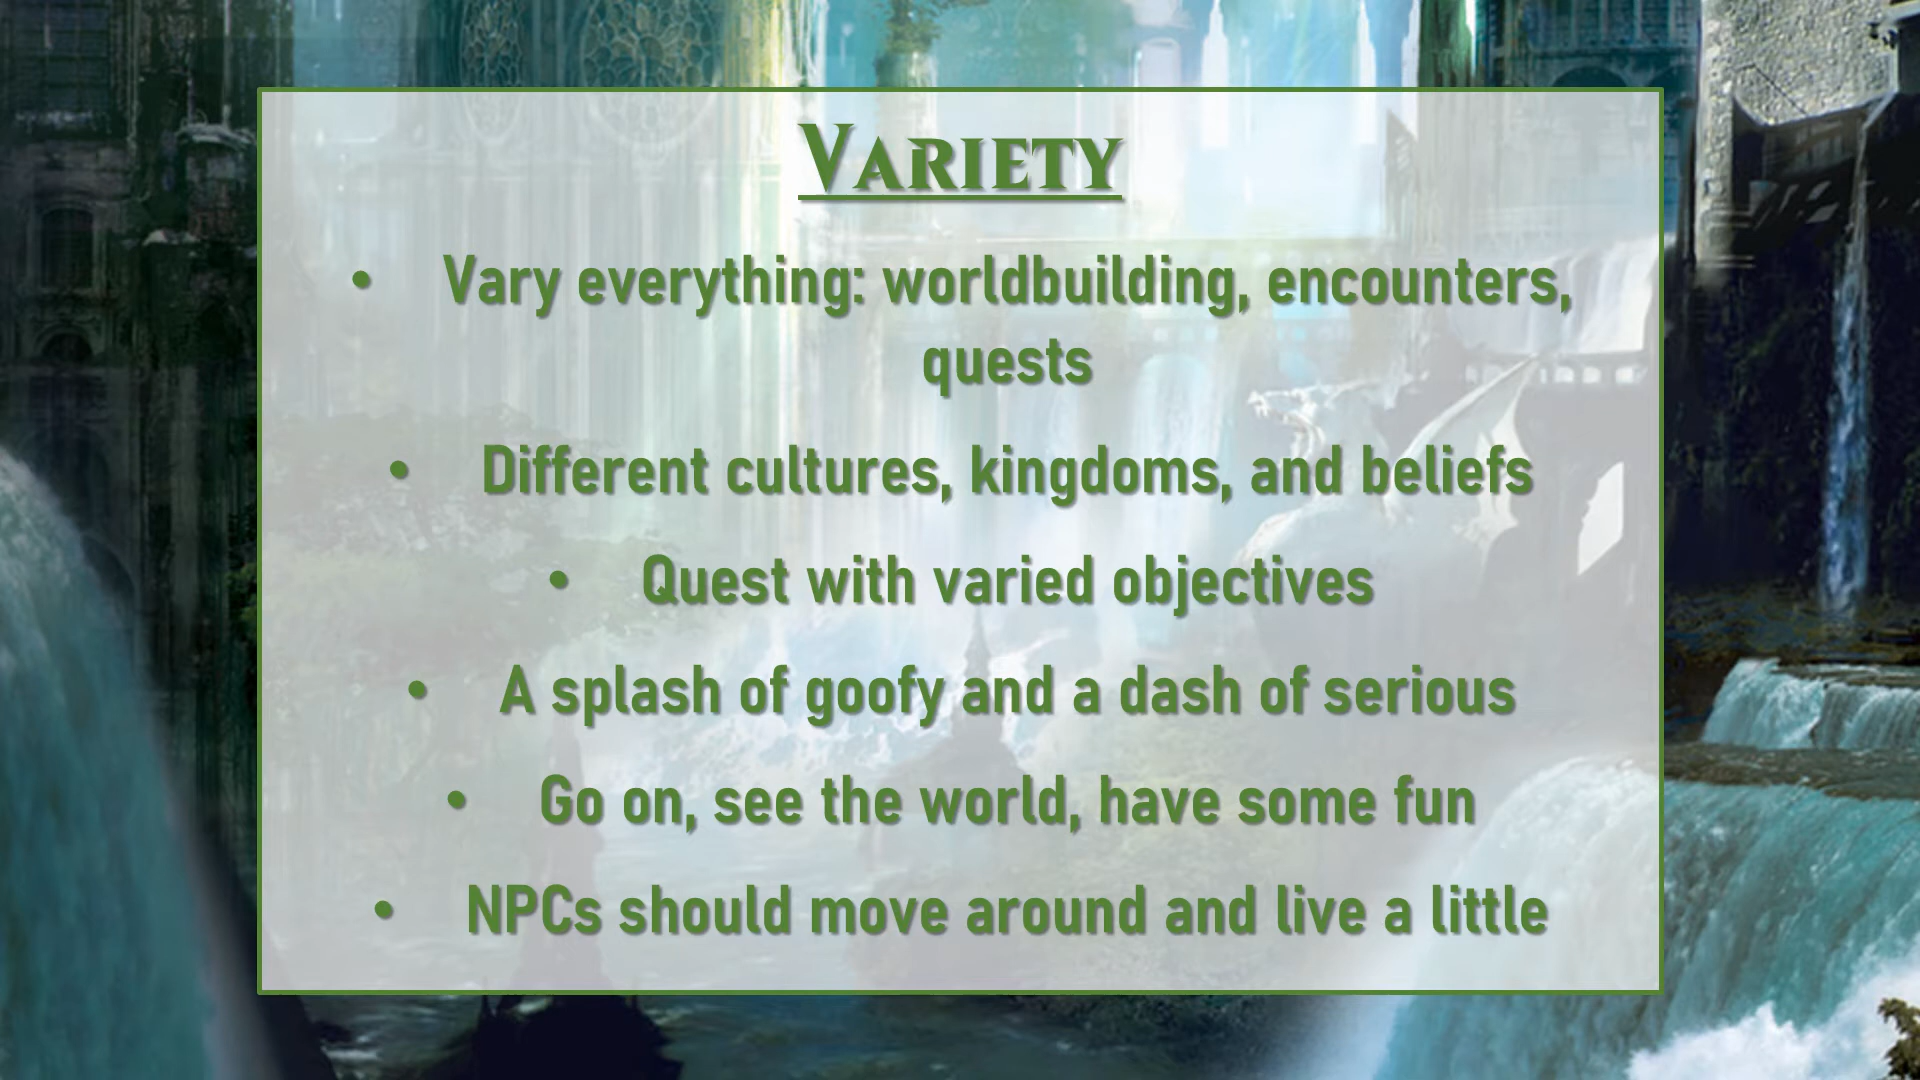 Variety
• Vary everything: worldbuilding, encounters,
quests
• Different cultures, kingdoms, and beliefs
• Quest with varied objectives
• A splash of goofy and a dash of serious
• Go on, see the world, have some fun
• NPCs should move around and live a little